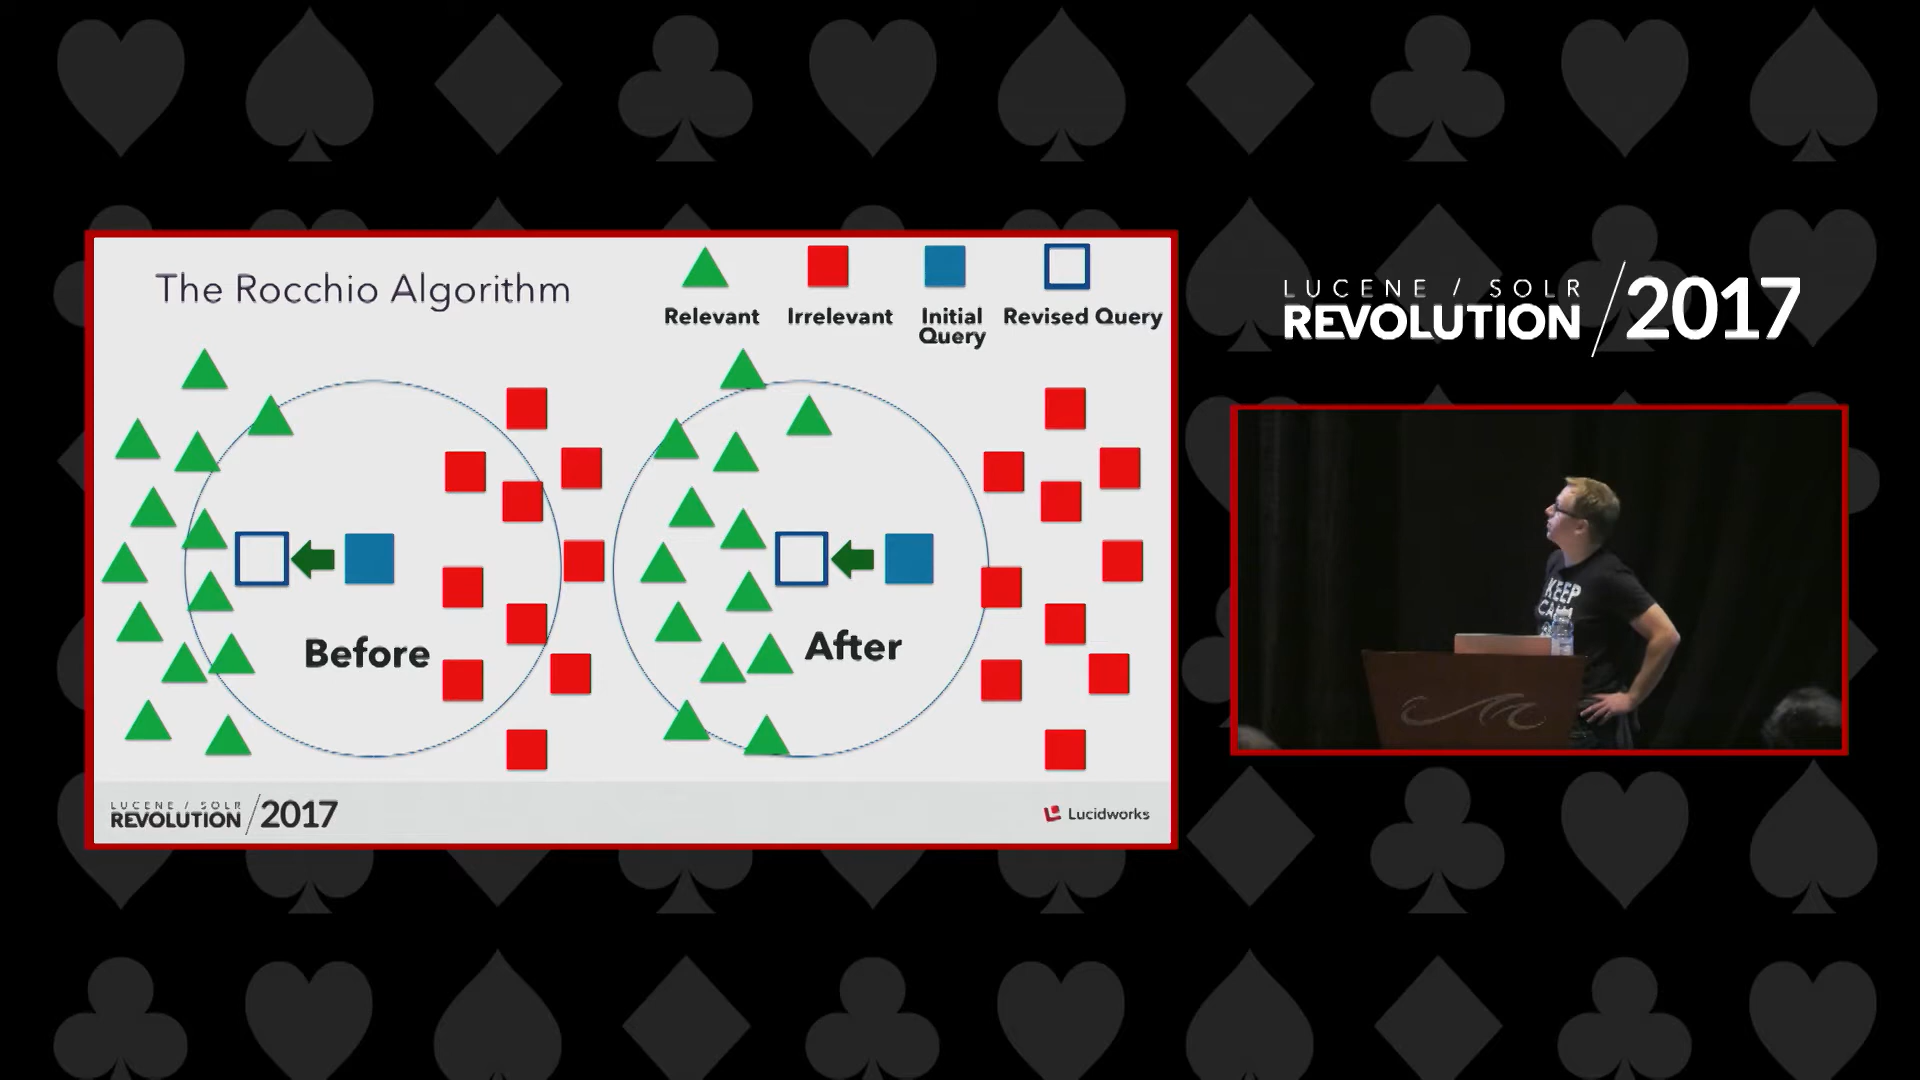 The Rocchio Algorithm
Relevant
Irrelevant
Initial
Query
Revised Query
Before
After
LUCENE / SOLR
REVOLUTION /2017
Lucidworks
LUCENE / SOLR
REVOLUTION /2017
KEEP